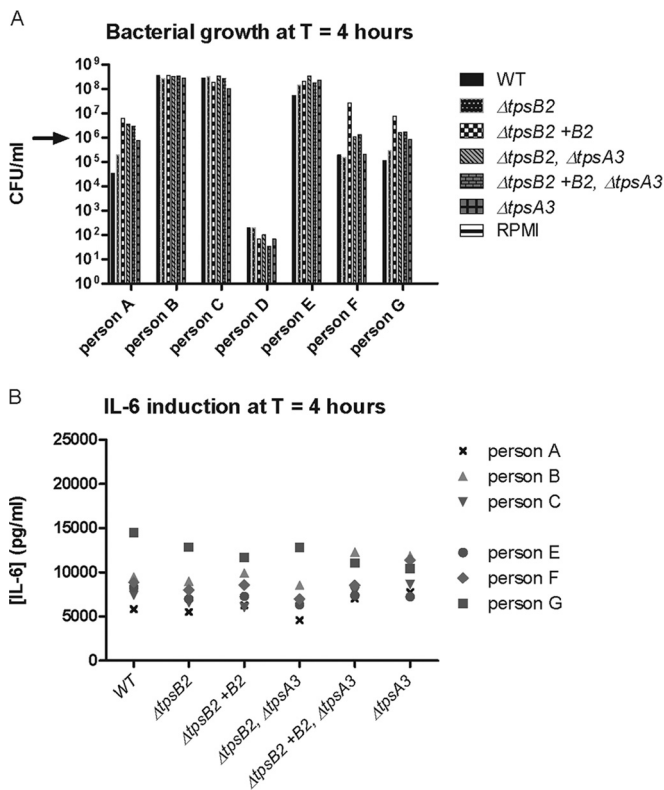 A
Bacterial growth at T = 4 hours
CFU/ml
10⁹
10⁸
10⁷
10⁶
10⁵
10⁴
10³
10²
10¹
10⁰
person A
person B
person C
person D
person E
person F
person G
WT
ΔtpsB2
ΔtpsB2 +B2
ΔtpsB2, ΔtpsA3
ΔtpsB2 +B2, ΔtpsA3
ΔtpsA3
RPMI
B
IL-6 induction at T = 4 hours
[IL-6] (pg/ml)
25000
20000
15000
10000
5000
0
WT
ΔtpsB2
ΔtpsB2 +B2
ΔtpsB2, ΔtpsA3
ΔtpsB2 +B2, ΔtpsA3
ΔtpsA3
person A
person B
person C
person E
person F
person G